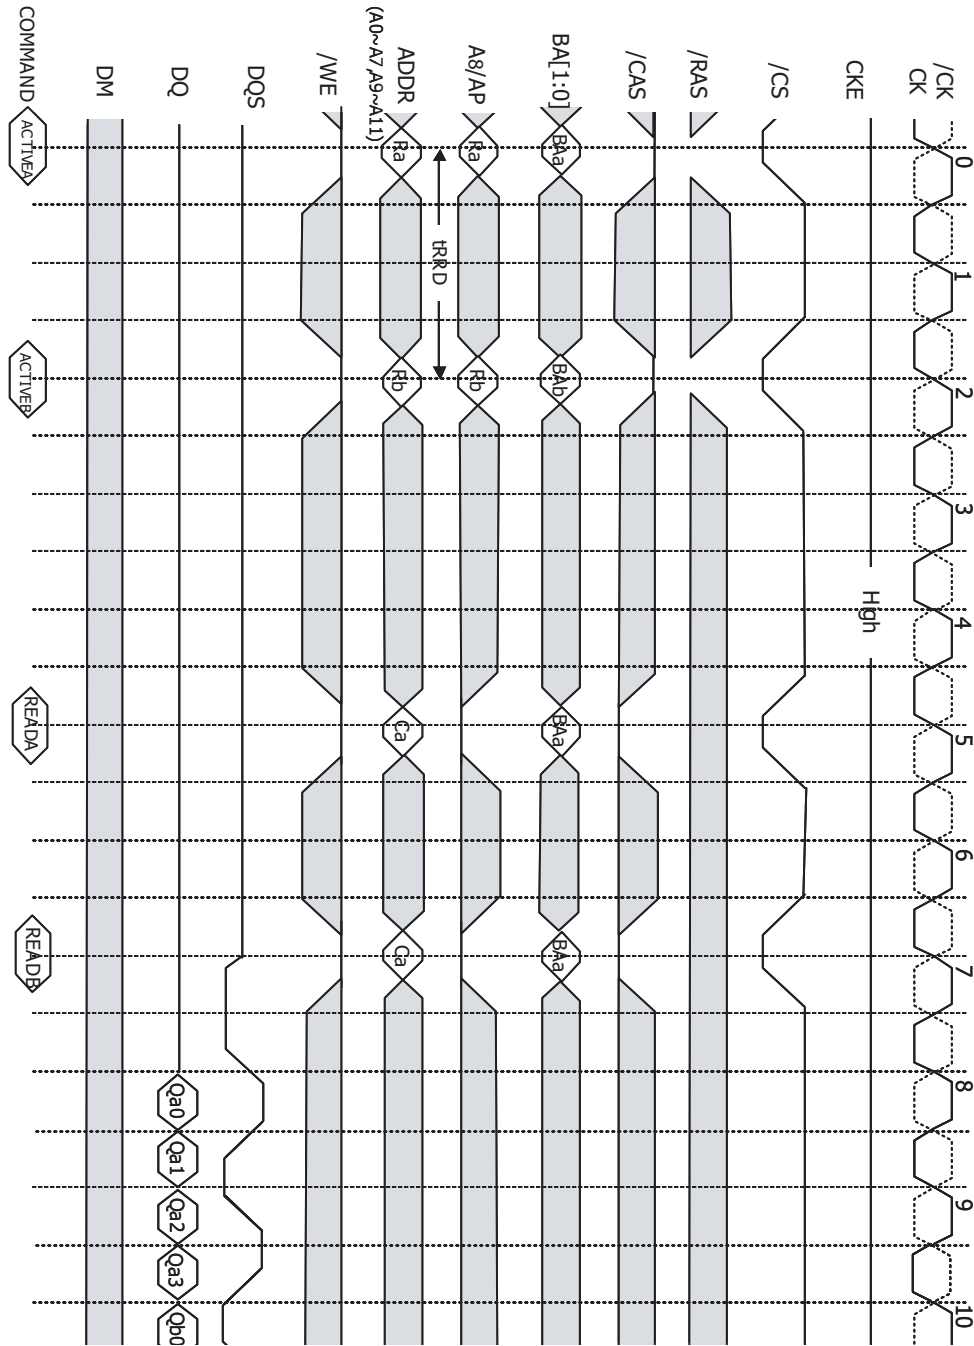 0 1 2 3 4 5 6 7 8 9 10
/CK
CK
CKE High
/CS
/RAS
/CAS
BA[1:0] BAa BAb BAa BAa
A8/AP Ra Rb
tRRD
ADDR Ra Rb Ca Ca
(A0~A7,A9~A11)
/WE
DQS
DQ Qa0 Qa1 Qa2 Qa3 Qb0
DM
COMMAND ACTIVEA ACTIVEB READA READB